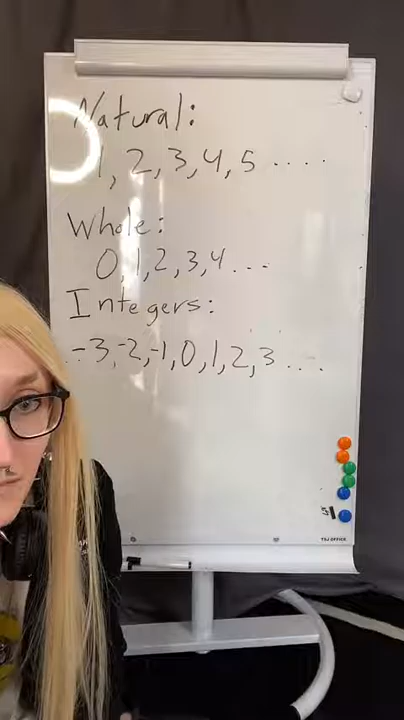 Natural:
1, 2, 3, 4, 5 ....
Whole:
0, 1, 2, 3, 4 ...
Integers:
..-3, -2, -1, 0, 1, 2, 3 ....